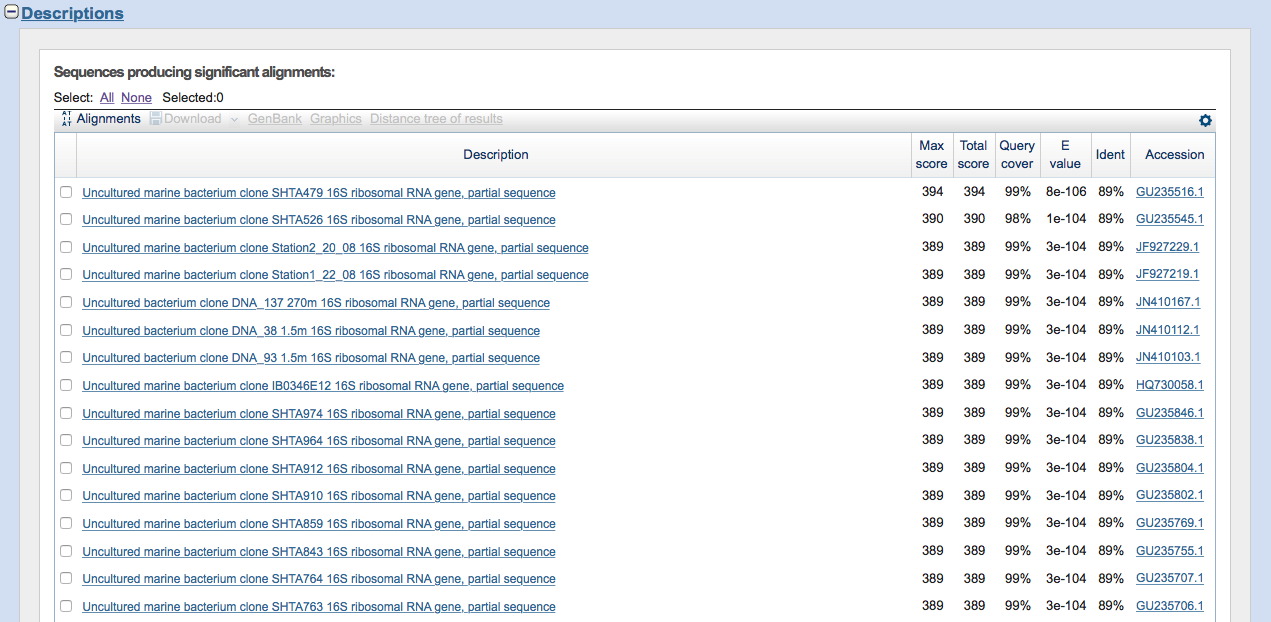 Descriptions
Sequences producing significant alignments:
Select: All None Selected:0
Alignments Download GenBank Graphics Distance tree of results
Description Max score Total score Query cover E value Ident Accession
Uncultured marine bacterium clone SHTA479 16S ribosomal RNA gene, partial sequence 394 394 99% 8e-106 89% GU235516.1
Uncultured marine bacterium clone SHTA526 16S ribosomal RNA gene, partial sequence 390 390 98% 1e-104 89% GU235545.1
Uncultured marine bacterium clone Station2_20_08 16S ribosomal RNA gene, partial sequence 389 389 99% 3e-104 89% JF927229.1
Uncultured marine bacterium clone Station1_22_08 16S ribosomal RNA gene, partial sequence 389 389 99% 3e-104 89% JF927219.1
Uncultured bacterium clone DNA_137 270m 16S ribosomal RNA gene, partial sequence 389 389 99% 3e-104 89% JN410167.1
Uncultured bacterium clone DNA_38 1.5m 16S ribosomal RNA gene, partial sequence 389 389 99% 3e-104 89% JN410112.1
Uncultured bacterium clone DNA_93 1.5m 16S ribosomal RNA gene, partial sequence 389 389 99% 3e-104 89% JN410103.1
Uncultured marine bacterium clone IB0346E12 16S ribosomal RNA gene, partial sequence 389 389 99% 3e-104 89% HQ730058.1
Uncultured marine bacterium clone SHTA974 16S ribosomal RNA gene, partial sequence 389 389 99% 3e-104 89% GU235846.1
Uncultured marine bacterium clone SHTA964 16S ribosomal RNA gene, partial sequence 389 389 99% 3e-104 89% GU235838.1
Uncultured marine bacterium clone SHTA912 16S ribosomal RNA gene, partial sequence 389 389 99% 3e-104 89% GU235804.1
Uncultured marine bacterium clone SHTA910 16S ribosomal RNA gene, partial sequence 389 389 99% 3e-104 89% GU235802.1
Uncultured marine bacterium clone SHTA859 16S ribosomal RNA gene, partial sequence 389 389 99% 3e-104 89% GU235769.1
Uncultured marine bacterium clone SHTA843 16S ribosomal RNA gene, partial sequence 389 389 99% 3e-104 89% GU235755.1
Uncultured marine bacterium clone SHTA764 16S ribosomal RNA gene, partial sequence 389 389 99% 3e-104 89% GU235707.1
Uncultured marine bacterium clone SHTA763 16S ribosomal RNA gene, partial sequence 389 389 99% 3e-104 89% GU235706.1